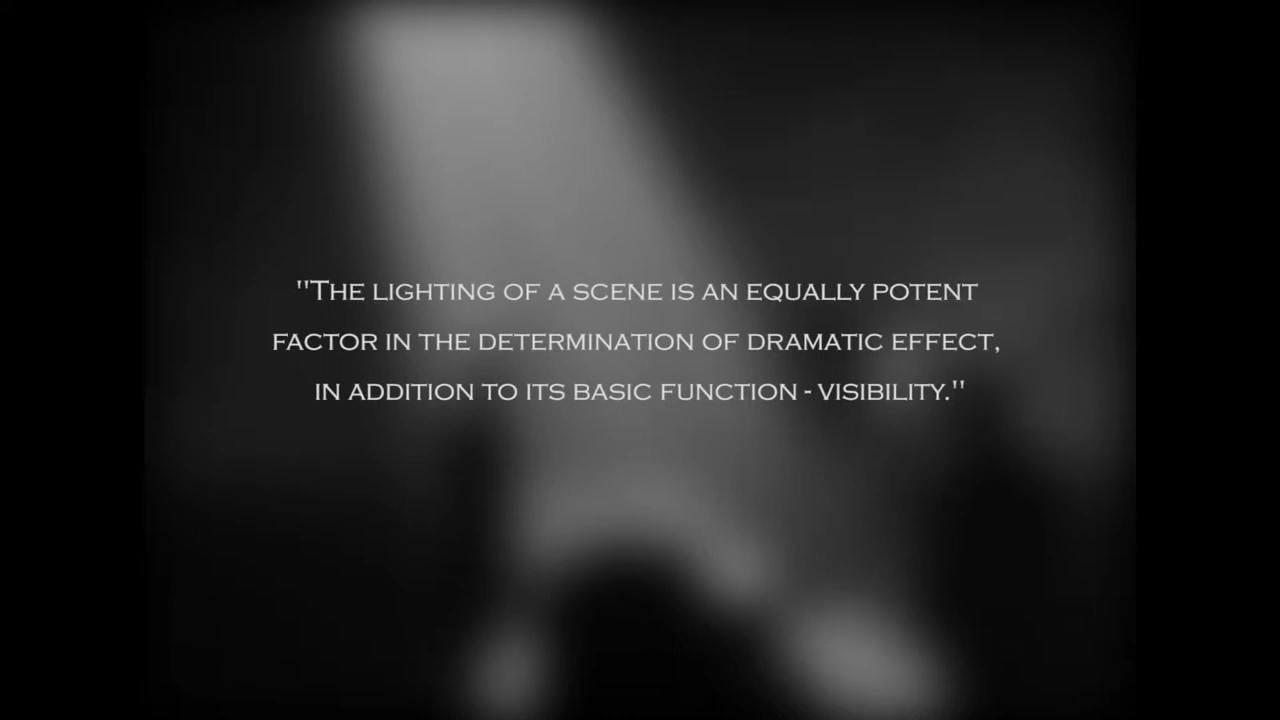 "The lighting of a scene is an equally potent
factor in the determination of dramatic effect,
in addition to its basic function - visibility."